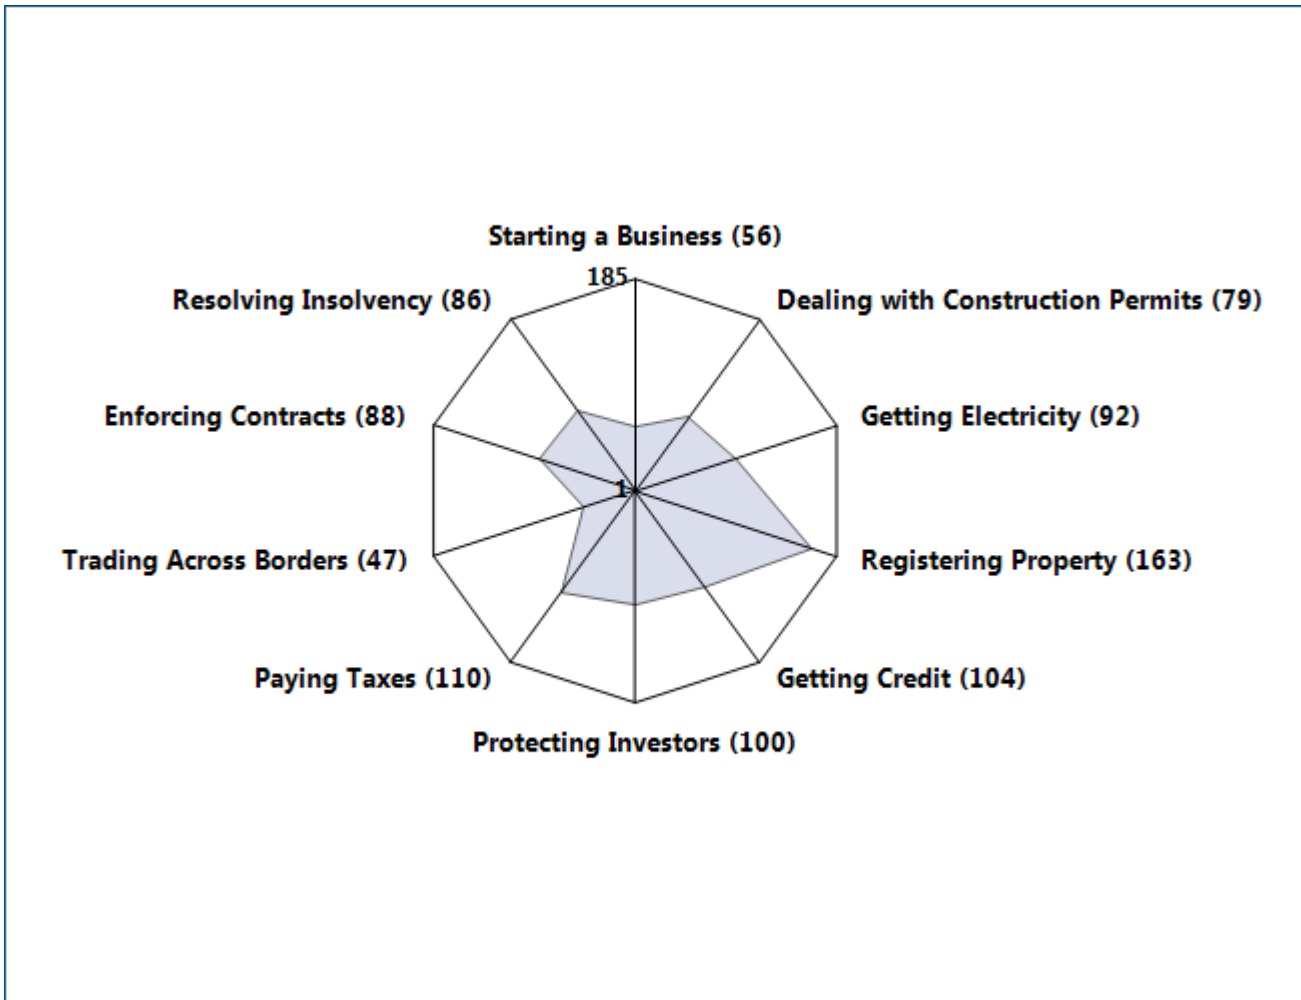 Starting a Business (56)
185
Resolving Insolvency (86)
Dealing with Construction Permits (79)
Enforcing Contracts (88)
Getting Electricity (92)
1
Trading Across Borders (47)
Registering Property (163)
Paying Taxes (110)
Getting Credit (104)
Protecting Investors (100)